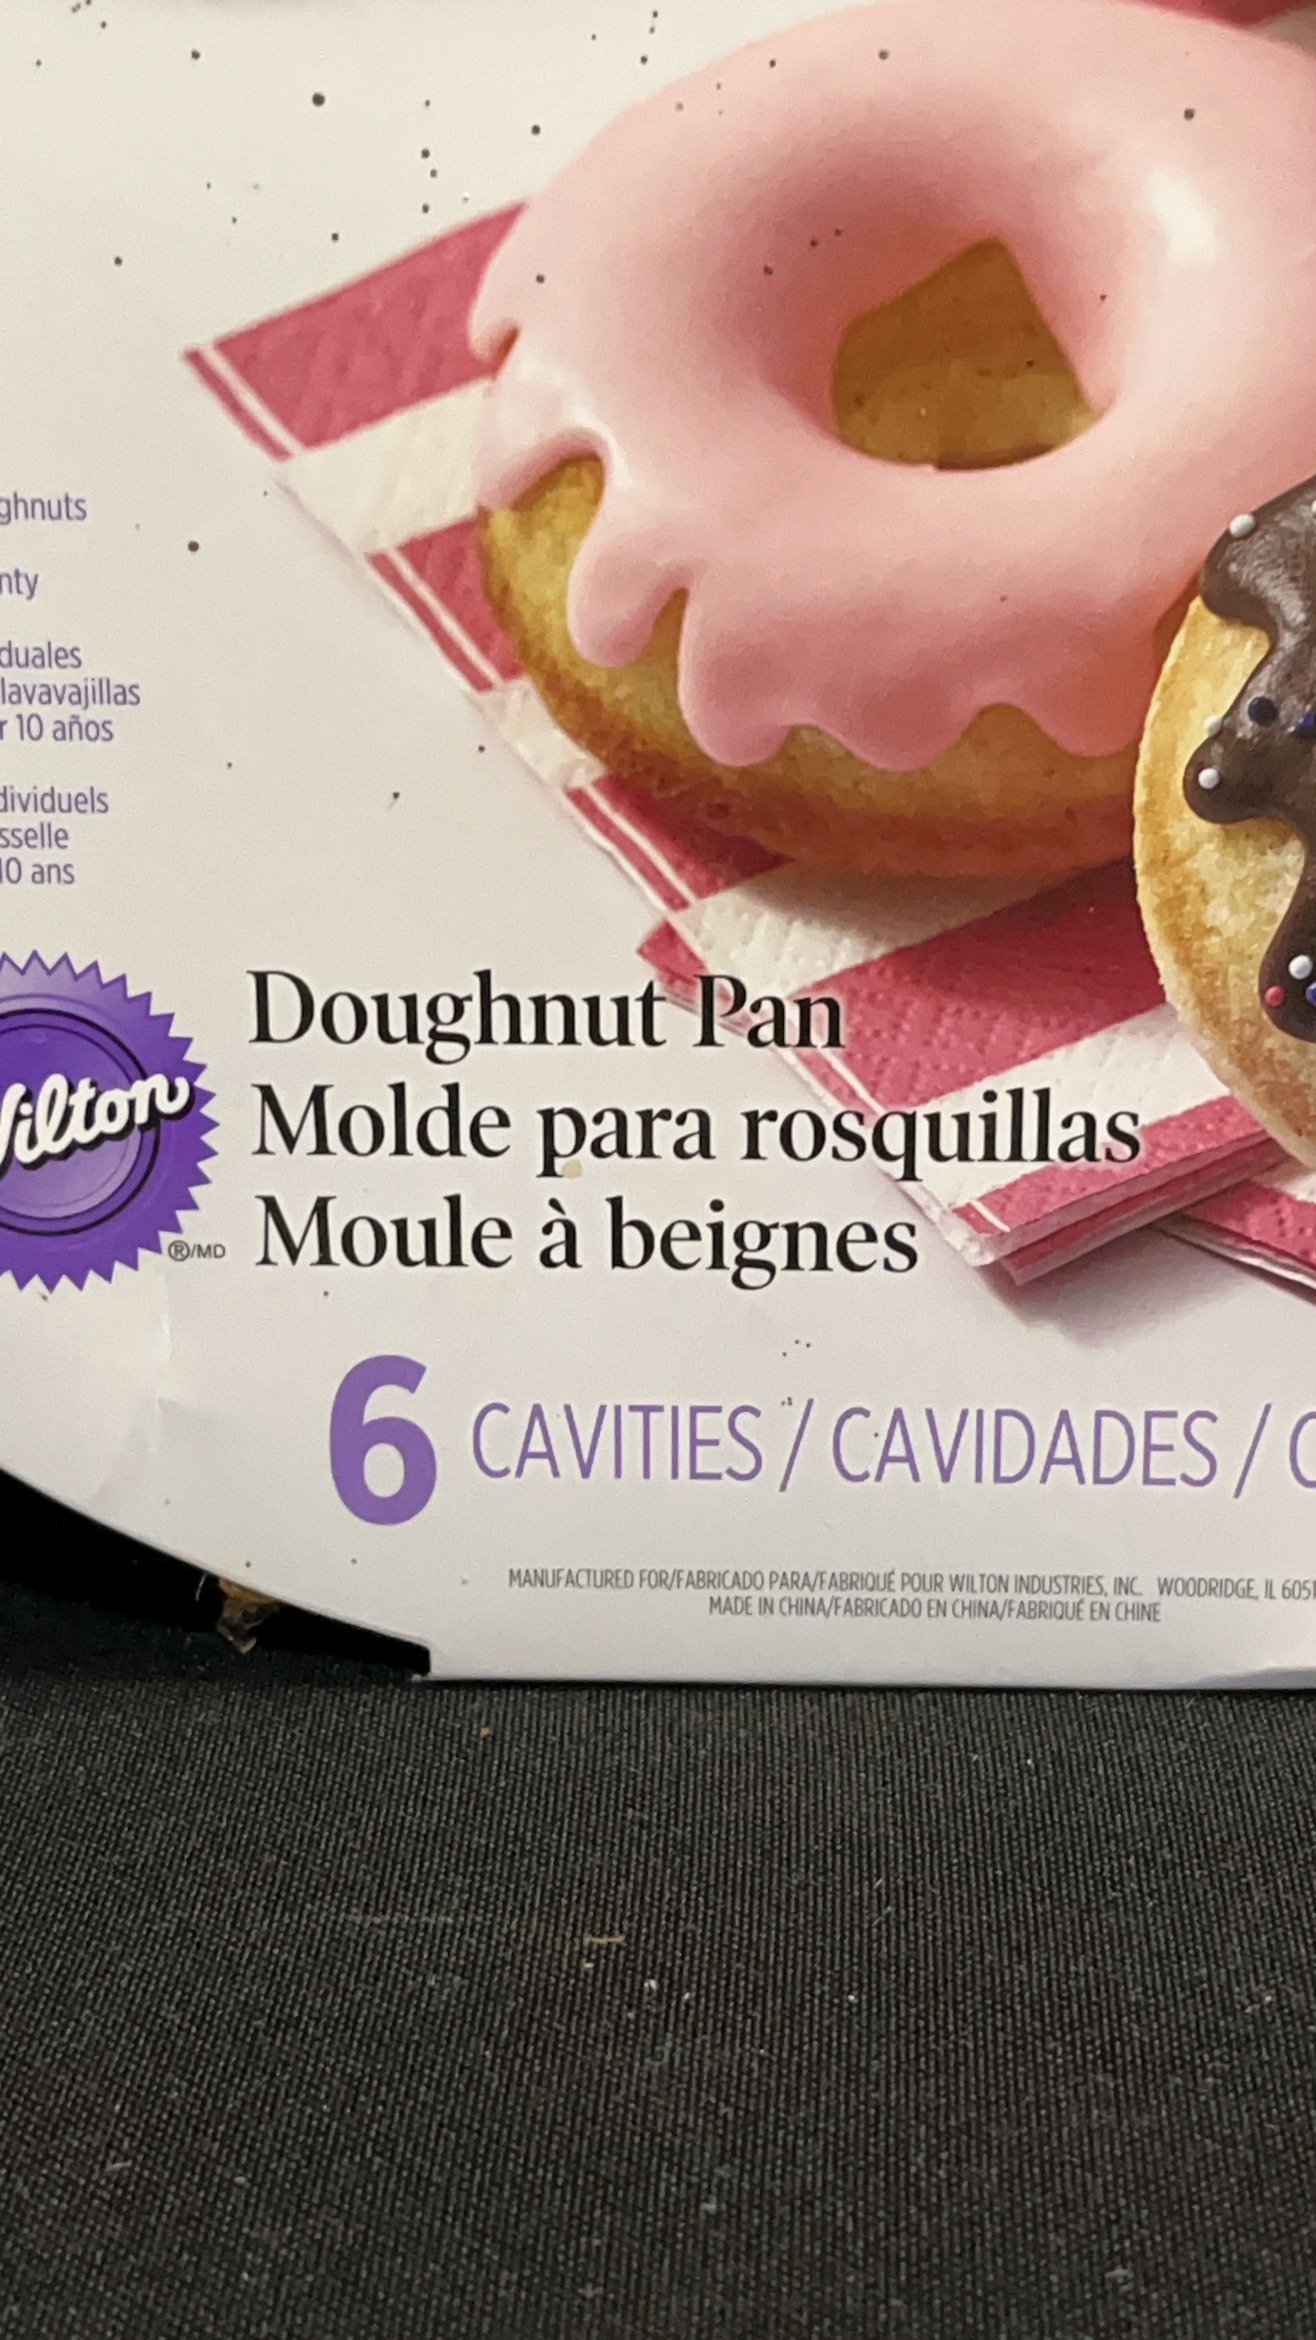 ghnuts
nty
duales
lavavajillas
r 10 años
dividuels
sselle
10 ans
Wilton
®/MD
Doughnut Pan
Molde para rosquillas
Moule à beignes
6 CAVITIES / CAVIDADES / C
MANUFACTURED FOR/FABRICADO PARA/FABRIQUÉ POUR WILTON INDUSTRIES, INC. WOODRIDGE, IL 6051
MADE IN CHINA/FABRICADO EN CHINA/FABRIQUÉ EN CHINE